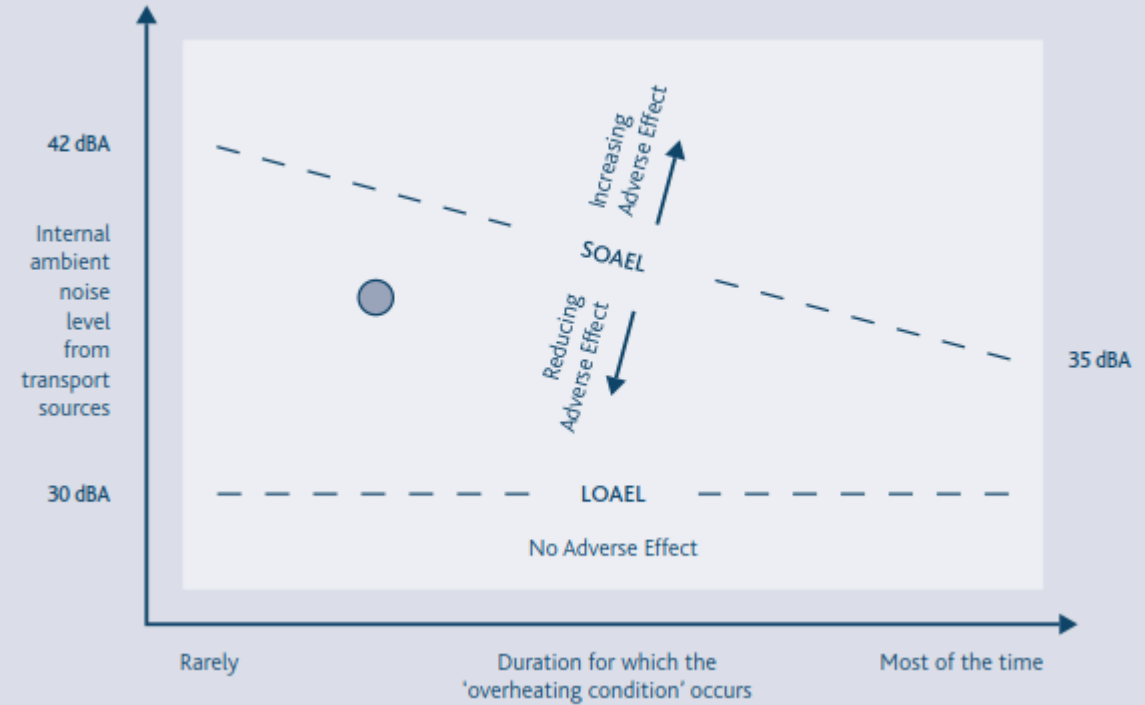 42 dBA
Internal
ambient
noise
level
from
transport
sources
30 dBA
Increasing
Adverse Effect
SOAEL
Reducing
Adverse Effect
35 dBA
LOAEL
No Adverse Effect
Rarely
Duration for which the
‘overheating condition’ occurs
Most of the time